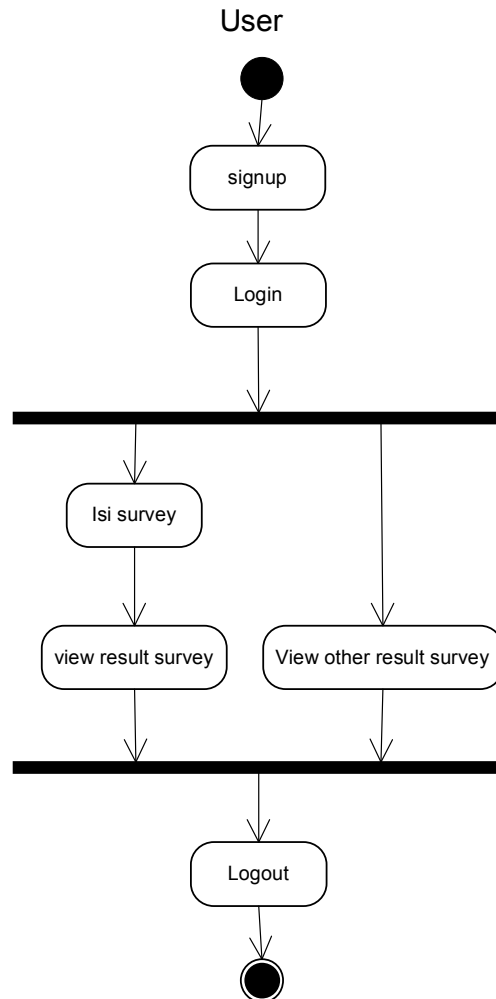 User
signup
Login
Isi survey
view result survey
View other result survey
Logout